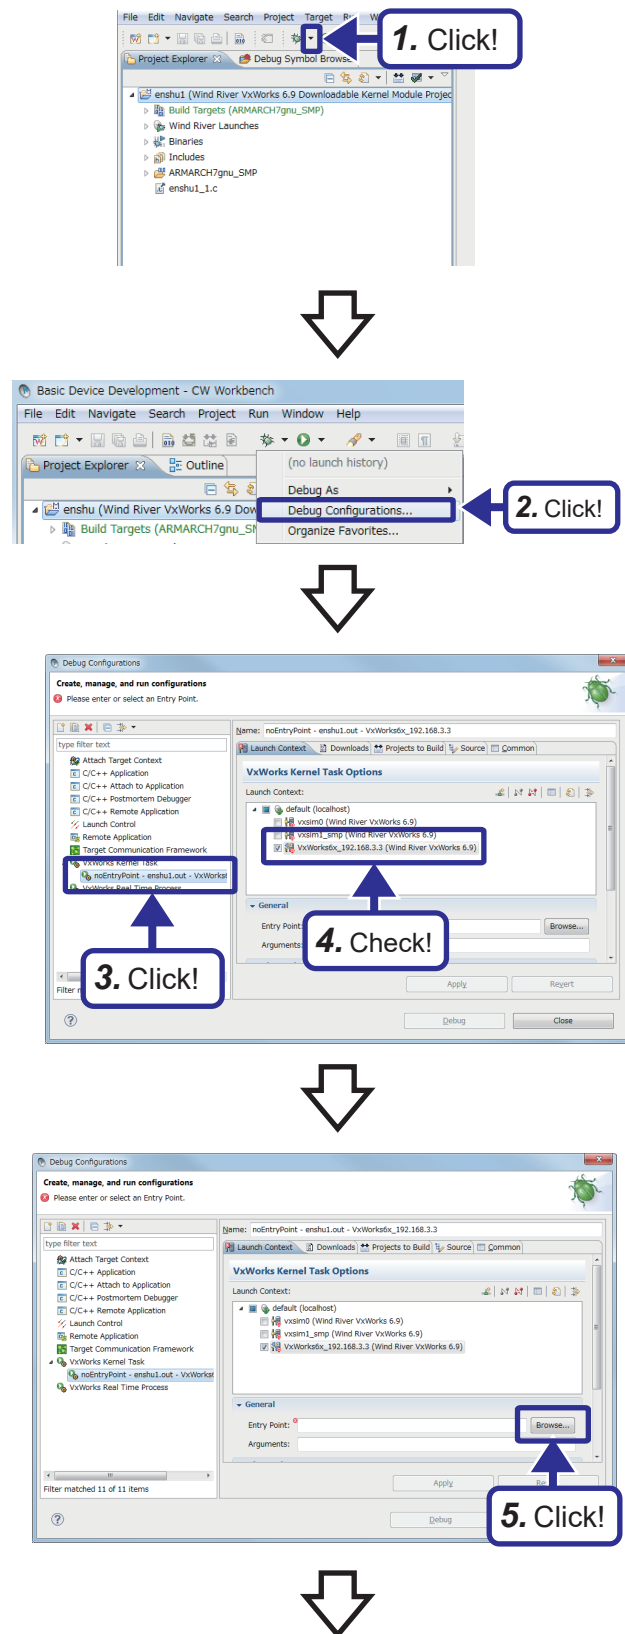 File Edit Navigate Search Project Target R W
1. Click!
Project Explorer Debug Symbol Browse
enshu1 (Wind River VxWorks 6.9 Downloadable Kernel Module Projec
Build Targets (ARMARCH7gnu_SMP)
Wind River Launches
Binaries
Includes
ARMARCH7gnu_SMP
enshu1_1.c
Basic Device Development - CW Workbench
File Edit Navigate Search Project Run Window Help
Project Explorer Outline
(no launch history)
Debug As
enshu (Wind River VxWorks 6.9 Dow
Debug Configurations...
2. Click!
Build Targets (ARMARCH7gnu_S
Organize Favorites...
Debug Configurations
Create, manage, and run configurations
Please enter or select an Entry Point.
Name: noEntryPoint - enshu1.out - VxWorks6x_192.168.3.3
type filter text
Launch Context Downloads Projects to Build Source Common
Attach Target Context
C/C++ Application
C/C++ Attach to Application
C/C++ Postmortem Debugger
C/C++ Remote Application
Launch Control
Remote Application
Target Communication Framework
VxWorks Kernel Task
noEntryPoint - enshu1.out - VxWorks
VxWorks Real Time Process
VxWorks Kernel Task Options
Launch Context:
default (localhost)
vxsim0 (Wind River VxWorks 6.9)
vxsim1_smp (Wind River VxWorks 6.9)
VxWorks6x_192.168.3.3 (Wind River VxWorks 6.9)
General
Entry Point: Browse...
Arguments:
3. Click!
4. Check!
Filter
Apply Revert
Debug Close
Debug Configurations
Create, manage, and run configurations
Please enter or select an Entry Point.
Name: noEntryPoint - enshu1.out - VxWorks6x_192.168.3.3
type filter text
Launch Context Downloads Projects to Build Source Common
Attach Target Context
C/C++ Application
C/C++ Attach to Application
C/C++ Postmortem Debugger
C/C++ Remote Application
Launch Control
Remote Application
Target Communication Framework
VxWorks Kernel Task
noEntryPoint - enshu1.out - VxWorks6
VxWorks Real Time Process
VxWorks Kernel Task Options
Launch Context:
default (localhost)
vxsim0 (Wind River VxWorks 6.9)
vxsim1_smp (Wind River VxWorks 6.9)
VxWorks6x_192.168.3.3 (Wind River VxWorks 6.9)
General
Entry Point: Browse...
Arguments:
Filter matched 11 of 11 items
Apply Re
Debug
5. Click!